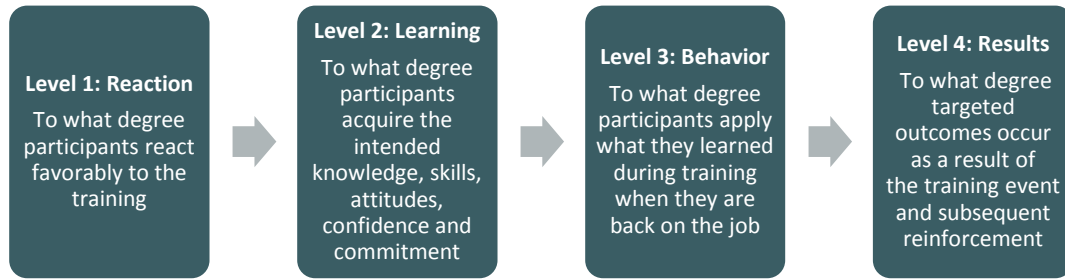 Level 1: Reaction
To what degree
participants react
favorably to the
training
Level 2: Learning
To what degree
participants
acquire the
intended
knowledge, skills,
attitudes,
confidence and
commitment
Level 3: Behavior
To what degree
participants apply
what they learned
during training
when they are
back on the job
Level 4: Results
To what degree
targeted
outcomes occur
as a result of
the training event
and subsequent
reinforcement